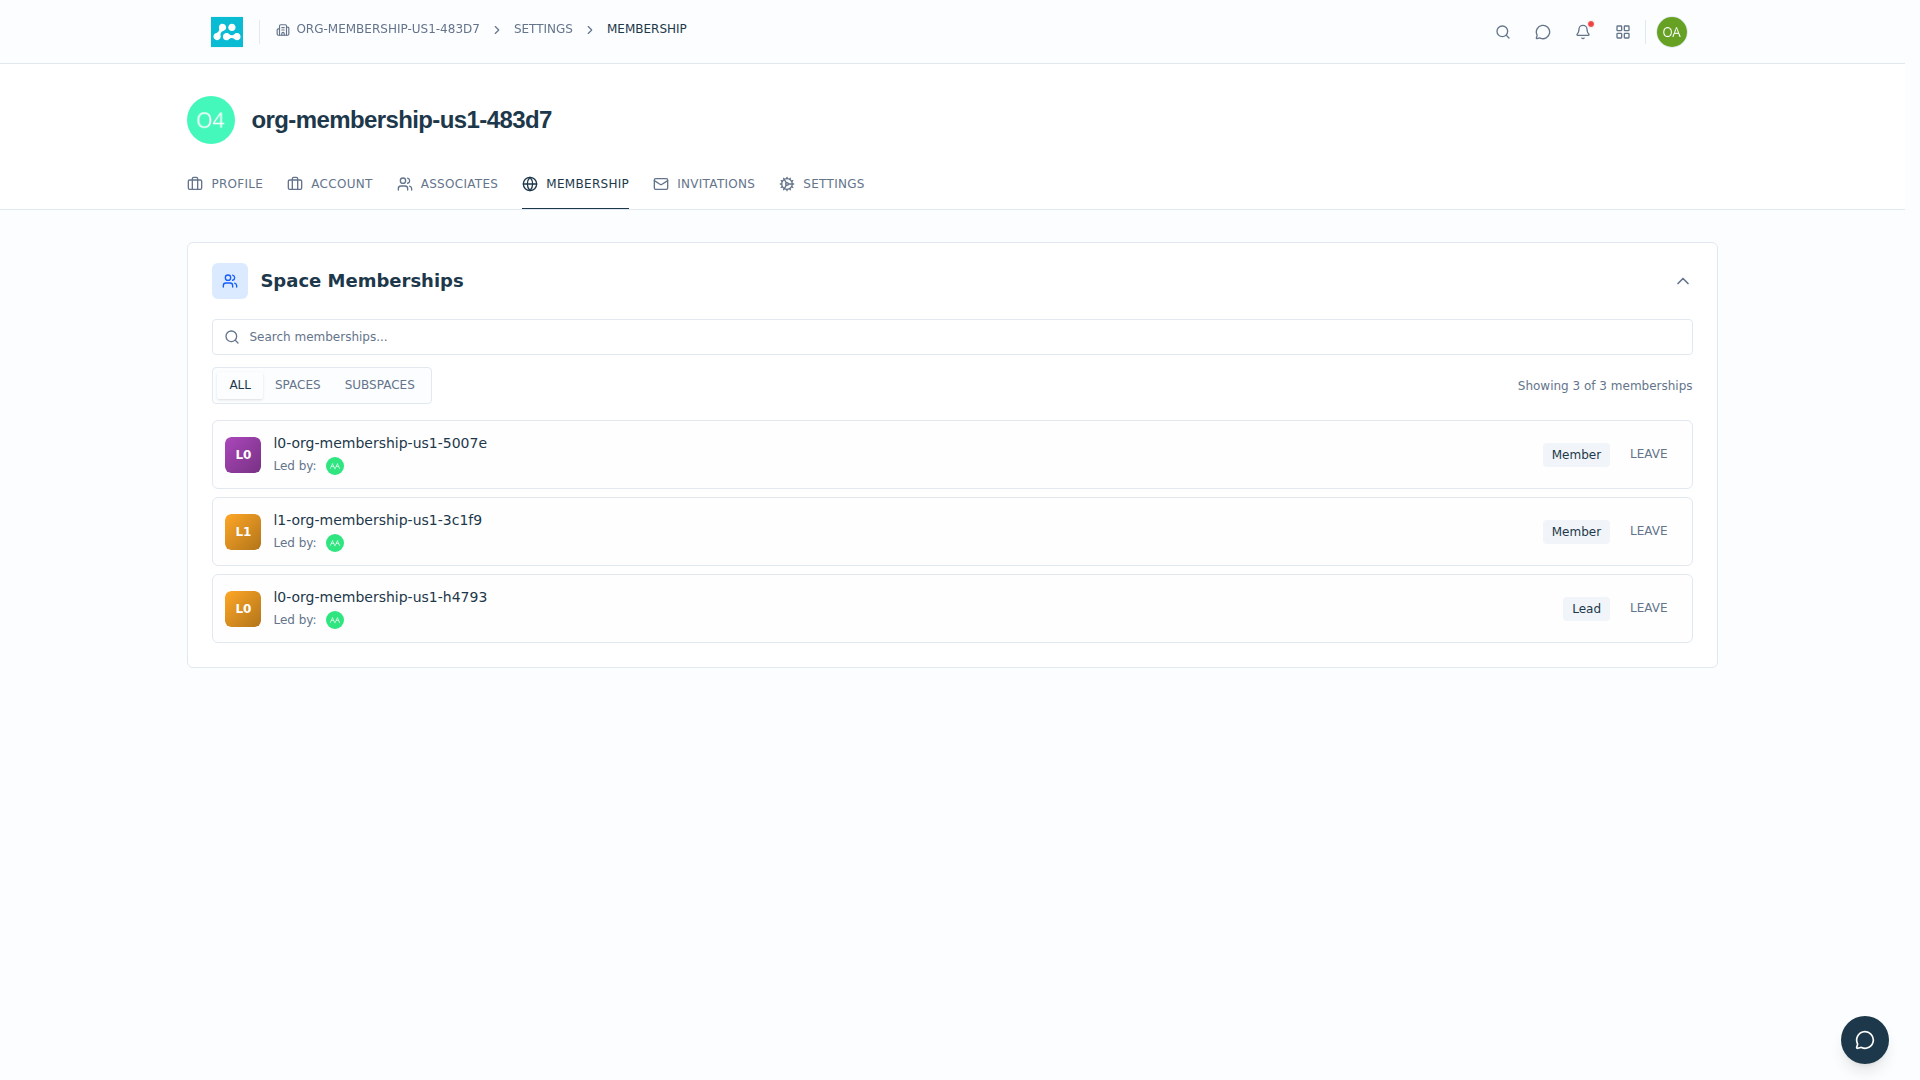 ORG-MEMBERSHIP-US1-483D7 SETTINGS MEMBERSHIP OA
O4 org-membership-us1-483d7
PROFILE ACCOUNT ASSOCIATES MEMBERSHIP INVITATIONS SETTINGS
Space Memberships
Search memberships...
ALL SPACES SUBSPACES Showing 3 of 3 memberships
L0 l0-org-membership-us1-5007e Member LEAVE
Led by: AA
L1 l1-org-membership-us1-3c1f9 Member LEAVE
Led by: AA
L0 l0-org-membership-us1-h4793 Lead LEAVE
Led by: AA